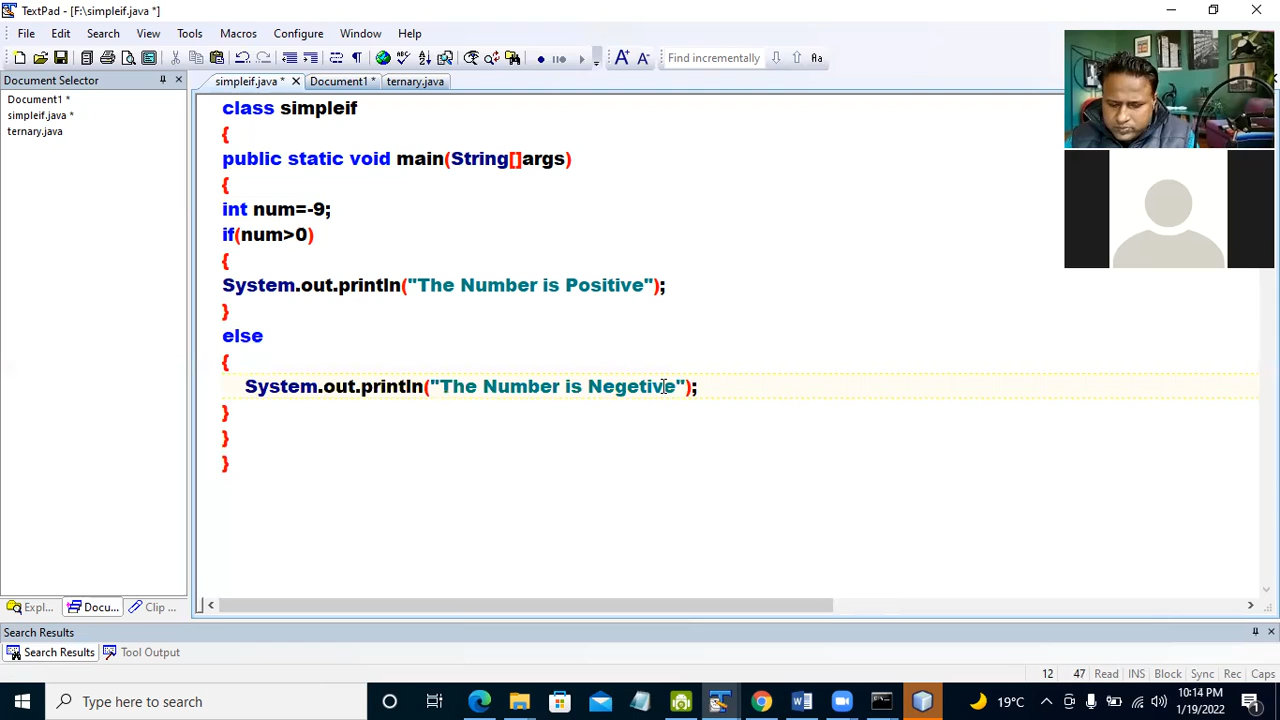 TextPad - [F:\simpleif.java *]
File Edit Search View Tools Macros Configure Window Help
Find incrementally
Document Selector
simpleif.java * Document1 * ternary.java
Document1 *
simpleif.java *
ternary.java
class simpleif
{
public static void main(String[]args)
{
int num=-9;
if(num>0)
{
System.out.println("The Number is Positive");
}
else
{
System.out.println("The Number is Negetive");
}
}
}
Expl... Docu... Clip ...
Search Results
Search Results Tool Output
12 47 Read INS Block Sync Rec Caps
Type here to search
19°C
10:14 PM
1/19/2022
1